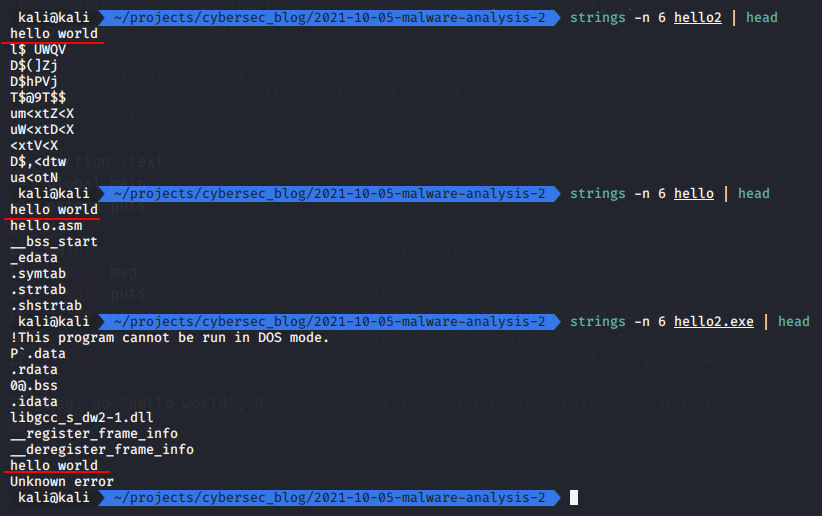 kali@kali ~/projects/cybersec_blog/2021-10-05-malware-analysis-2 strings -n 6 hello2 | head
hello world
l$ UWQV
D$(]Zj
D$hPVj
T$@9T$$
um<xtZ<X
uW<xtD<X
<xtV<X
D$,<dtw
ua<otN
kali@kali ~/projects/cybersec_blog/2021-10-05-malware-analysis-2 strings -n 6 hello | head
hello world
hello.asm
__bss_start
_edata
.symtab
.strtab
.shstrtab
kali@kali ~/projects/cybersec_blog/2021-10-05-malware-analysis-2 strings -n 6 hello2.exe | head
!This program cannot be run in DOS mode.
P`.data
.rdata
0@.bss
.idata
libgcc_s_dw2-1.dll
__register_frame_info
__deregister_frame_info
hello world
Unknown error
kali@kali ~/projects/cybersec_blog/2021-10-05-malware-analysis-2